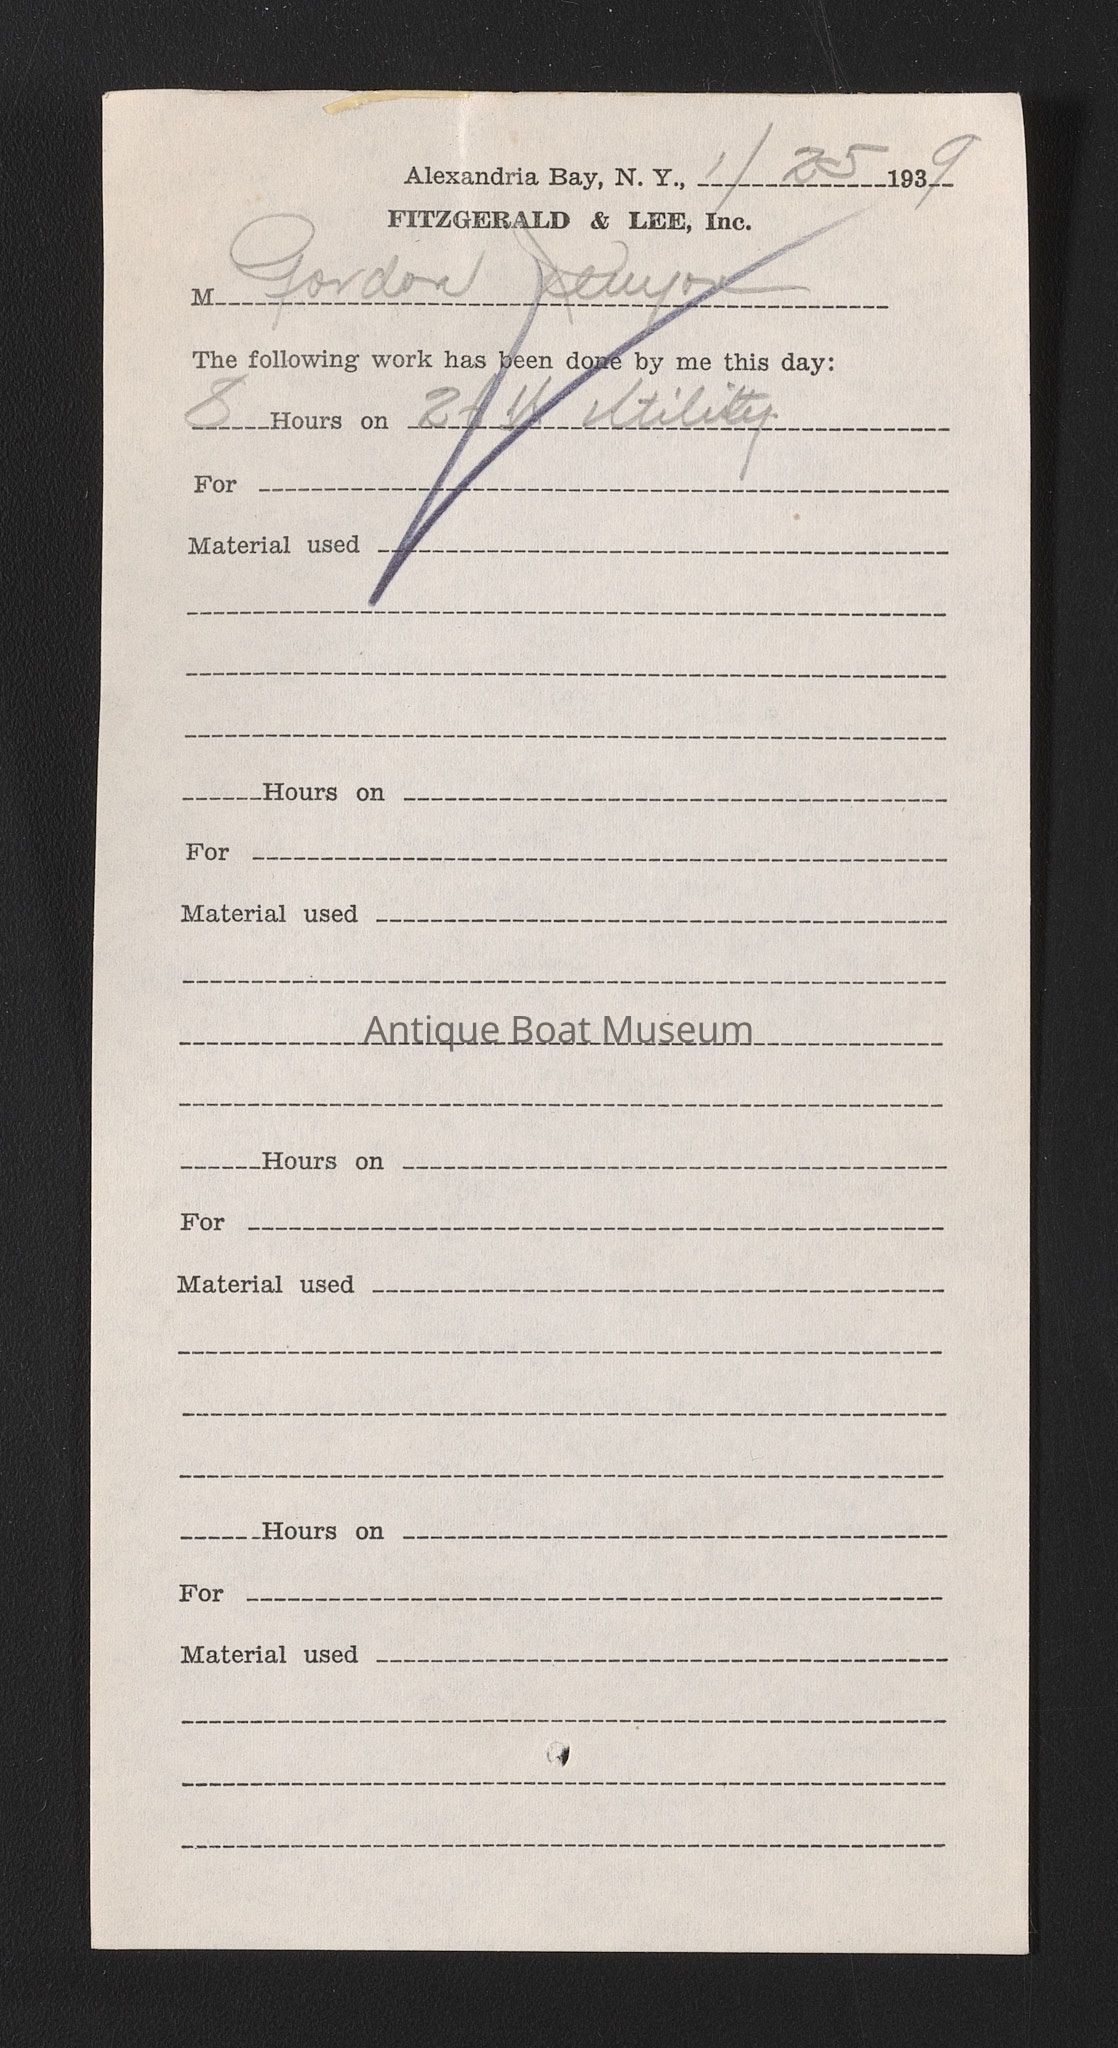 Alexandria Bay, N. Y., 1/25 1939
FITZGERALD & LEE, Inc.
M Gordon Kenyon
The following work has been done by me this day:
8 Hours on Utility
For
Material used
Hours on
For
Material used
Antique Boat Museum
Hours on
For
Material used
Hours on
For
Material used